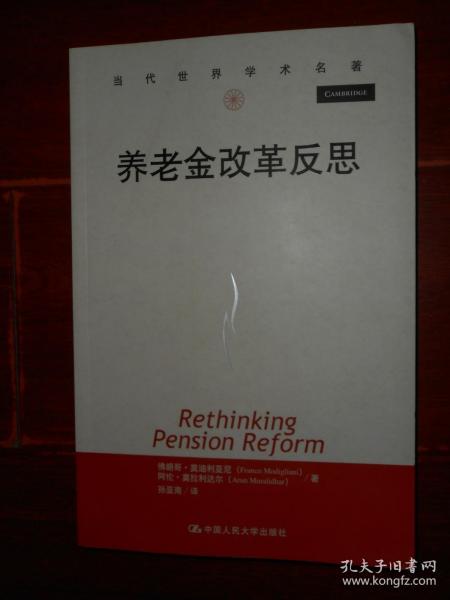 当代世界学术名著
CAMBRIDGE
养老金改革反思
Rethinking
Pension Reform
佛朗哥·莫迪利亚尼（Franco Modigliani）
阿伦·莫拉利达尔（Arun Muralidhar）／著
孙亚南／译
中国人民大学出版社
孔夫子旧书网
www.kongfz.com